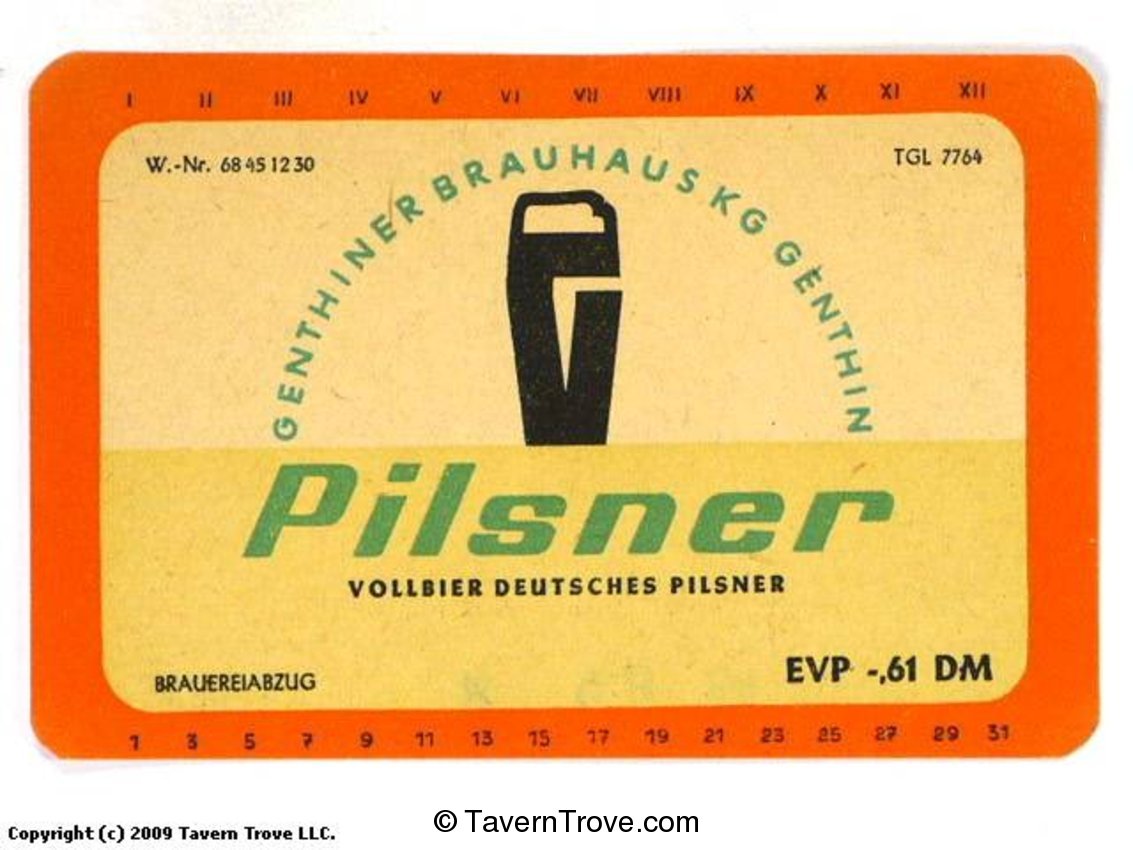 I II III IV V VI VII VIII IX X XI XII
W.-Nr. 68 45 12 30
TGL 7764
GENTHINER BRAUHAUS KG GENTHIN
Pilsner
VOLLBIER DEUTSCHES PILSNER
BRAUEREIABZUG
EVP -,61 DM
1 3 5 7 9 11 13 15 17 19 21 23 25 27 29 31
© TavernTrove.com
Copyright (c) 2009 Tavern Trove LLC.